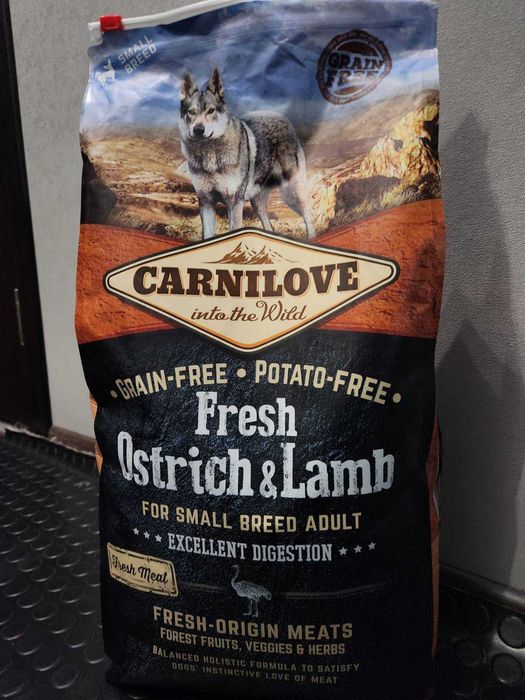 SMALL
BREED
GRAIN
FREE
CARNILOVE
into the Wild
• GRAIN-FREE • POTATO-FREE •
Fresh
Ostrich & Lamb
FOR SMALL BREED ADULT
★★★ EXCELLENT DIGESTION ★★★
Fresh Meat
FRESH-ORIGIN MEATS
FOREST FRUITS, VEGGIES & HERBS
BALANCED HOLISTIC FORMULA TO SATISFY
DOGS' INSTINCTIVE LOVE OF MEAT